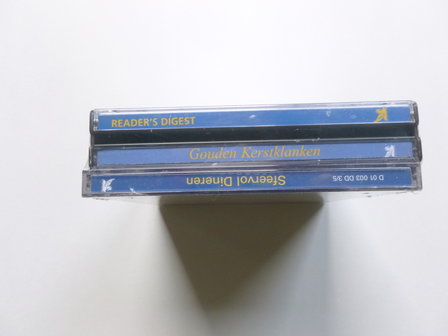 READER'S DIGEST
Gouden Kerstklanken
Sfeervol Dineren
D 01 003 DD 3/5